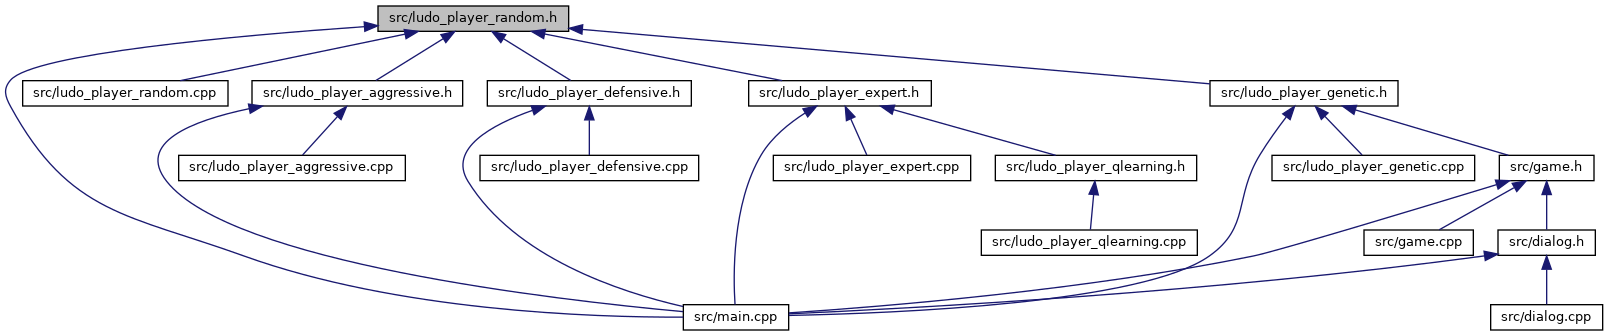 src/ludo_player_random.h
src/ludo_player_random.cpp
src/ludo_player_aggressive.h
src/ludo_player_defensive.h
src/ludo_player_expert.h
src/ludo_player_genetic.h
src/ludo_player_aggressive.cpp
src/ludo_player_defensive.cpp
src/ludo_player_expert.cpp
src/ludo_player_qlearning.h
src/ludo_player_genetic.cpp
src/game.h
src/ludo_player_qlearning.cpp
src/game.cpp
src/dialog.h
src/main.cpp
src/dialog.cpp